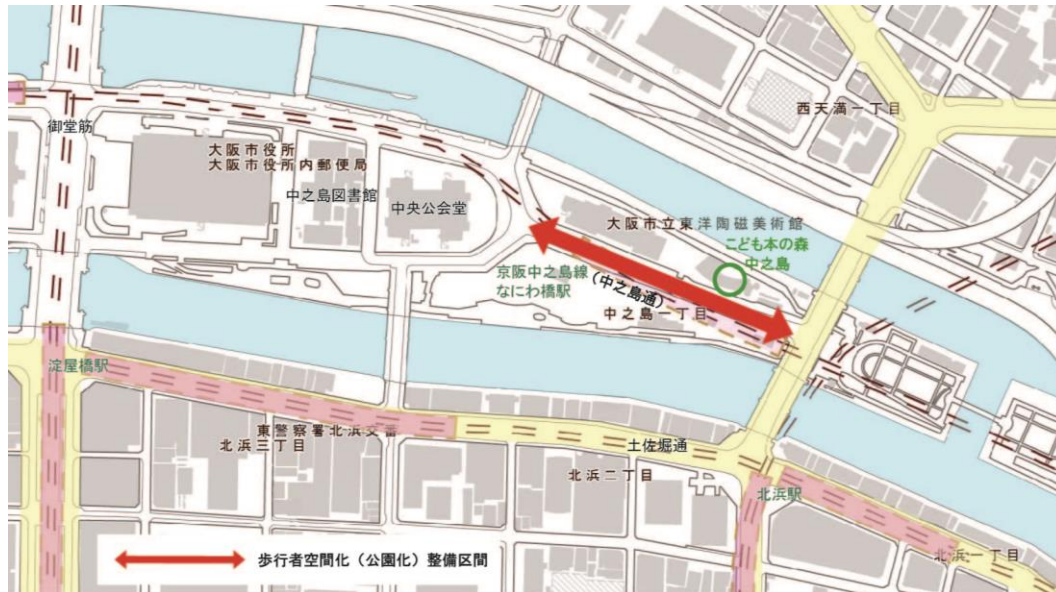 西天満一丁目
御堂筋
大阪市役所
大阪市役所内郵便局
中之島図書館
中央公会堂
大阪市立東洋陶磁美術館
こども本の森
中之島
京阪中之島線
なにわ橋駅
(中之島通)
中之島一丁目
淀屋橋駅
東警察署北浜交番
北浜三丁目
土佐堀通
北浜二丁目
北浜駅
北浜一丁目
歩行者空間化（公園化）整備区間